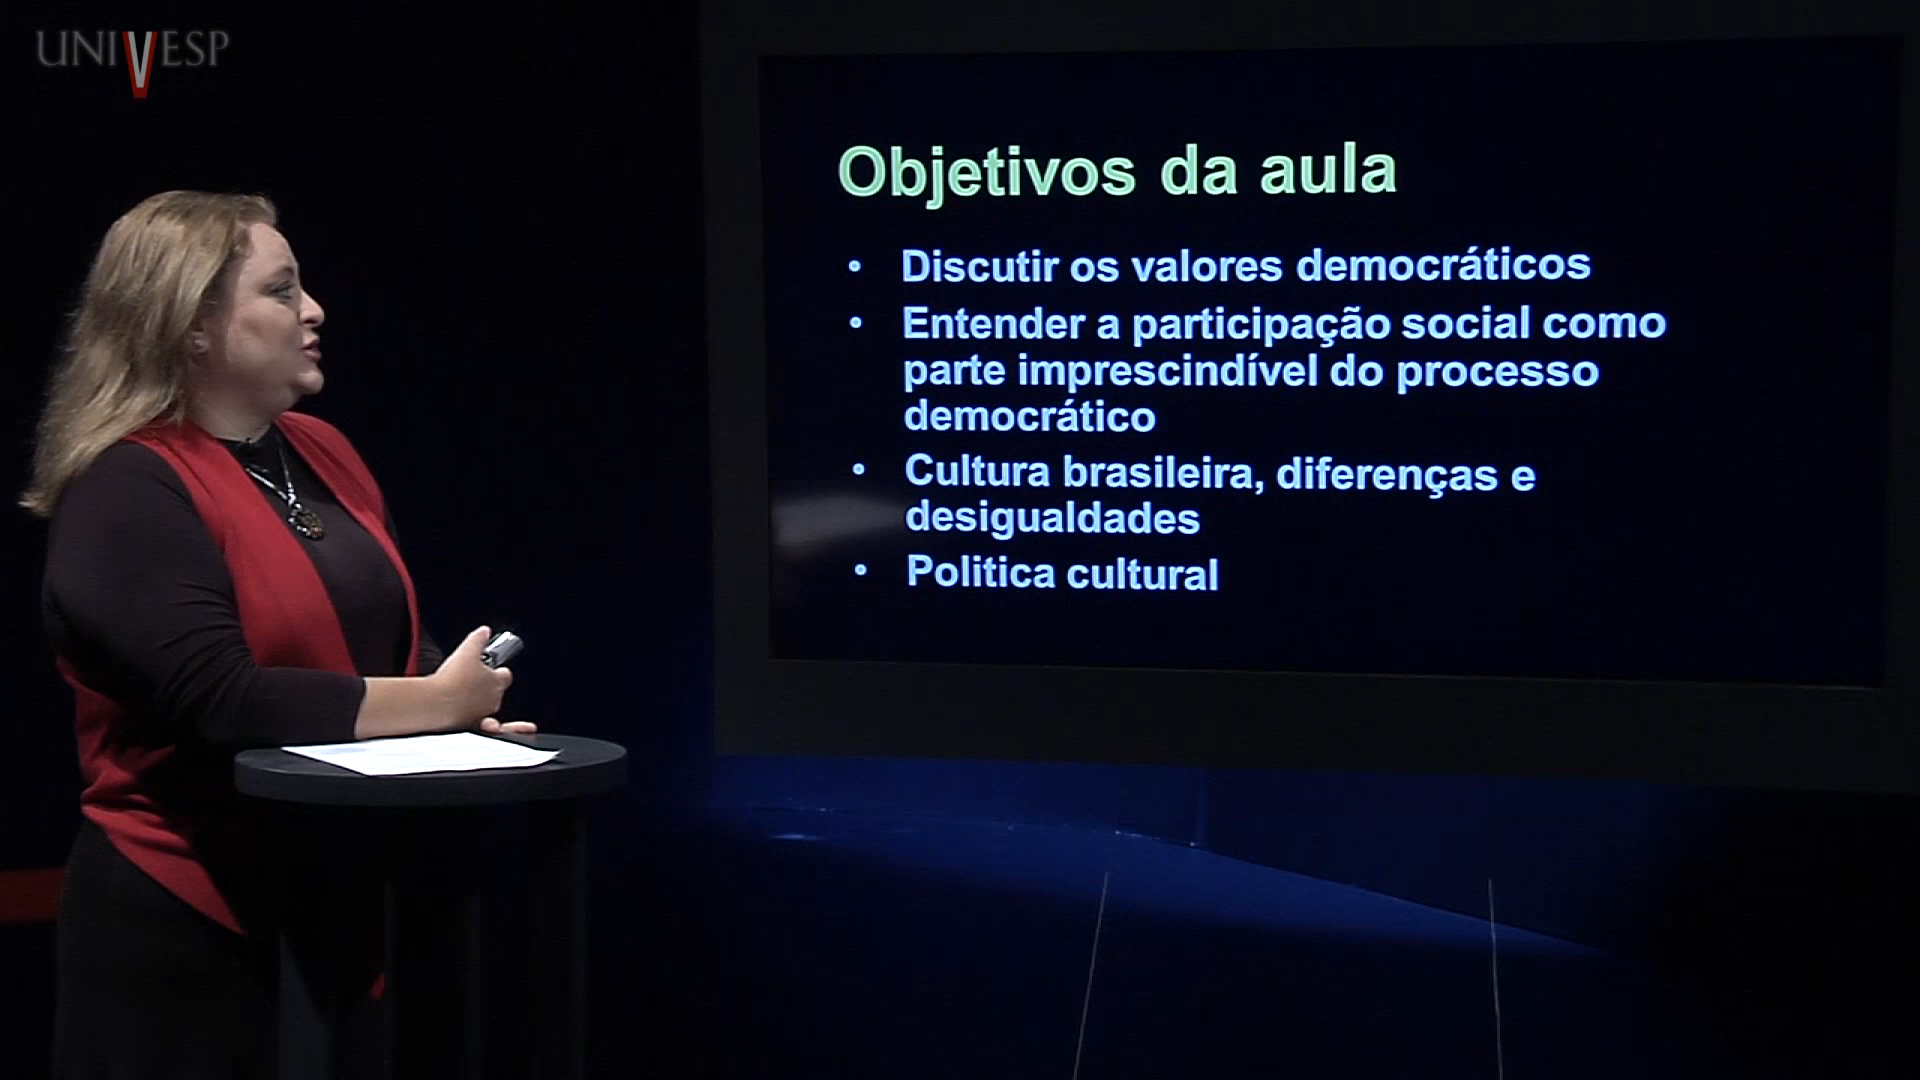 UNIVESP
Objetivos da aula
• Discutir os valores democráticos
• Entender a participação social como
parte imprescindível do processo
democrático
• Cultura brasileira, diferenças e
desigualdades
• Politica cultural